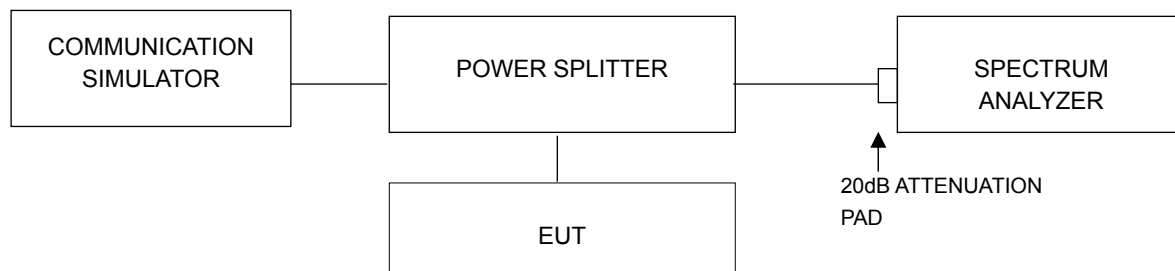 COMMUNICATION
SIMULATOR
POWER SPLITTER
SPECTRUM
ANALYZER
20dB ATTENUATION
PAD
EUT